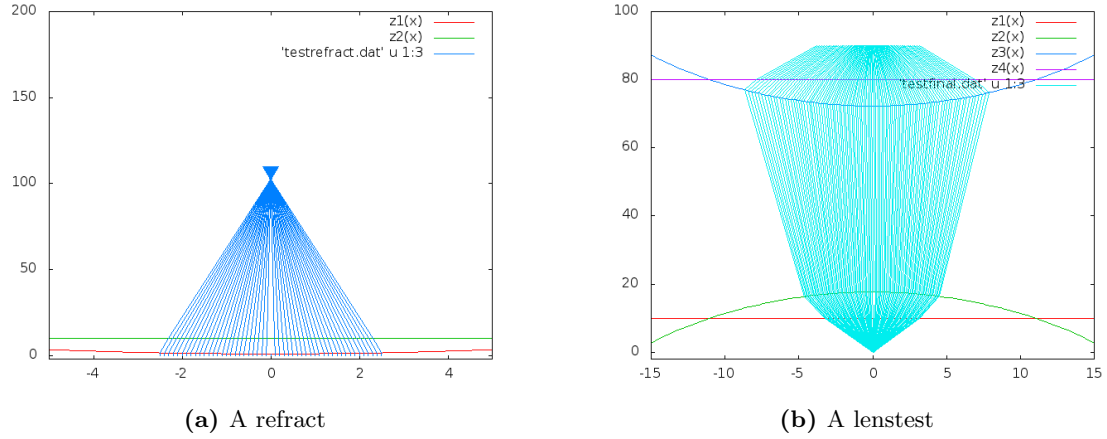 200
150
100
50
0
-4
-2
0
2
4
z1(x)
z2(x)
'testrefract.dat' u 1:3
100
80
60
40
20
0
-15
-10
-5
0
5
10
15
z1(x)
z2(x)
z3(x)
z4(x)
'testfinal.dat' u 1:3
(a) A refract
(b) A lenstest